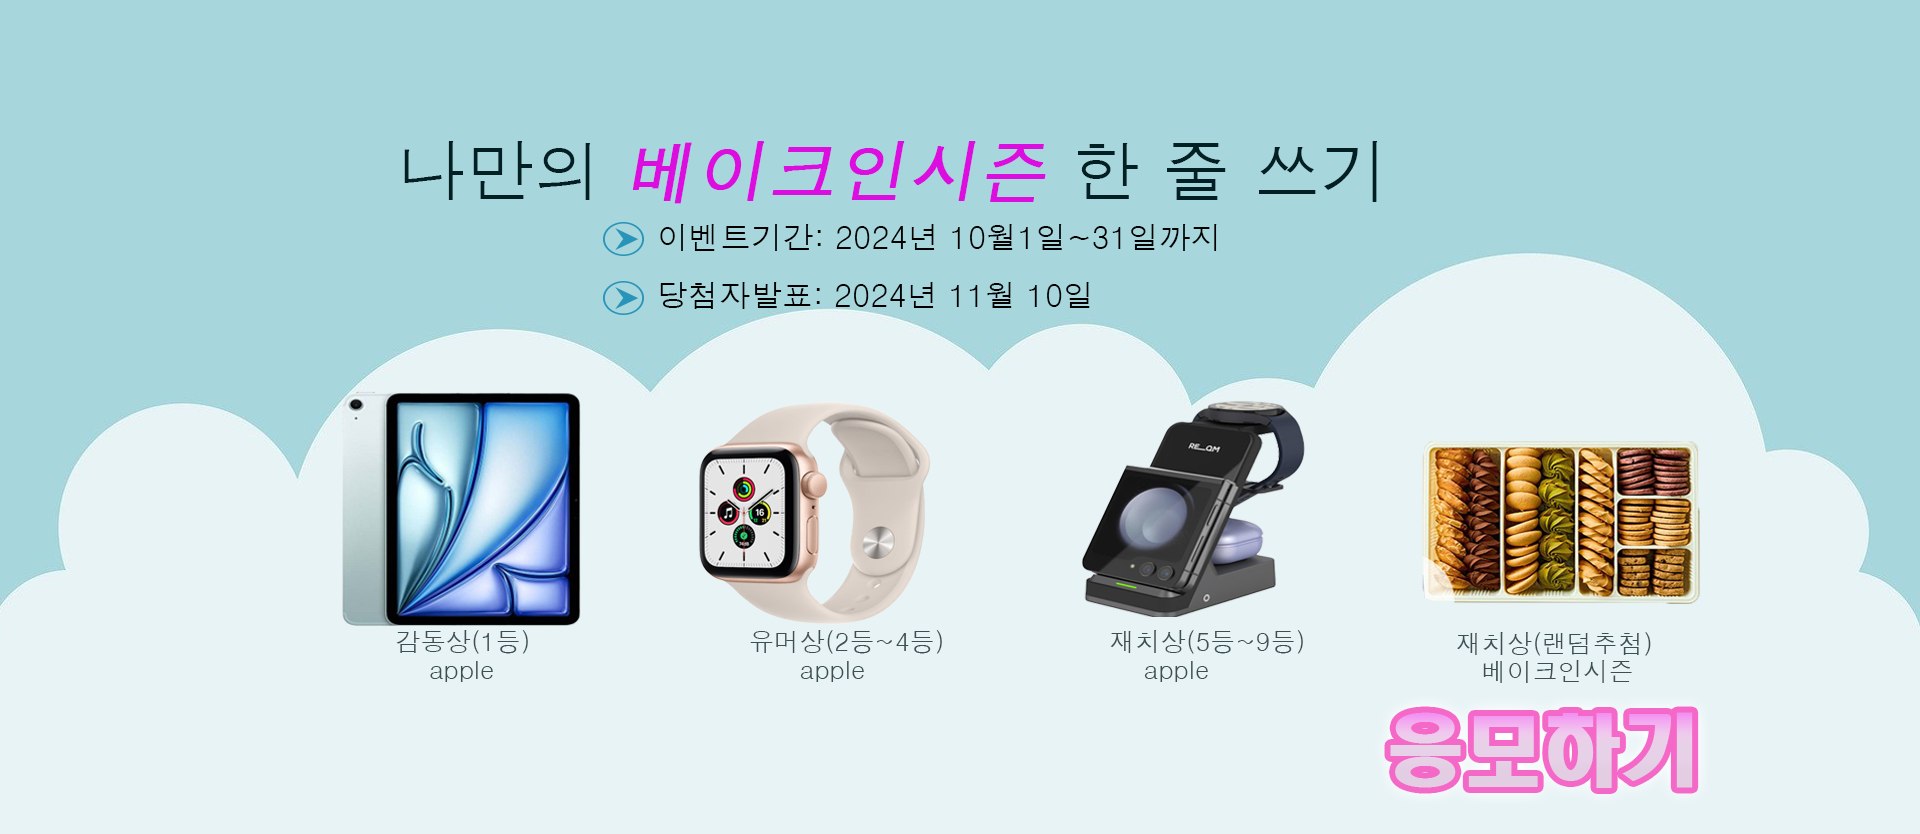 나만의 베이크인시즌 한 줄 쓰기
이벤트기간: 2024년 10월1일~31일까지
당첨자발표: 2024년 11월 10일
RE_QM
16
감동상(1등)
apple
유머상(2등~4등)
apple
재치상(5등~9등)
apple
재치상(랜덤추첨)
베이크인시즌
응모하기